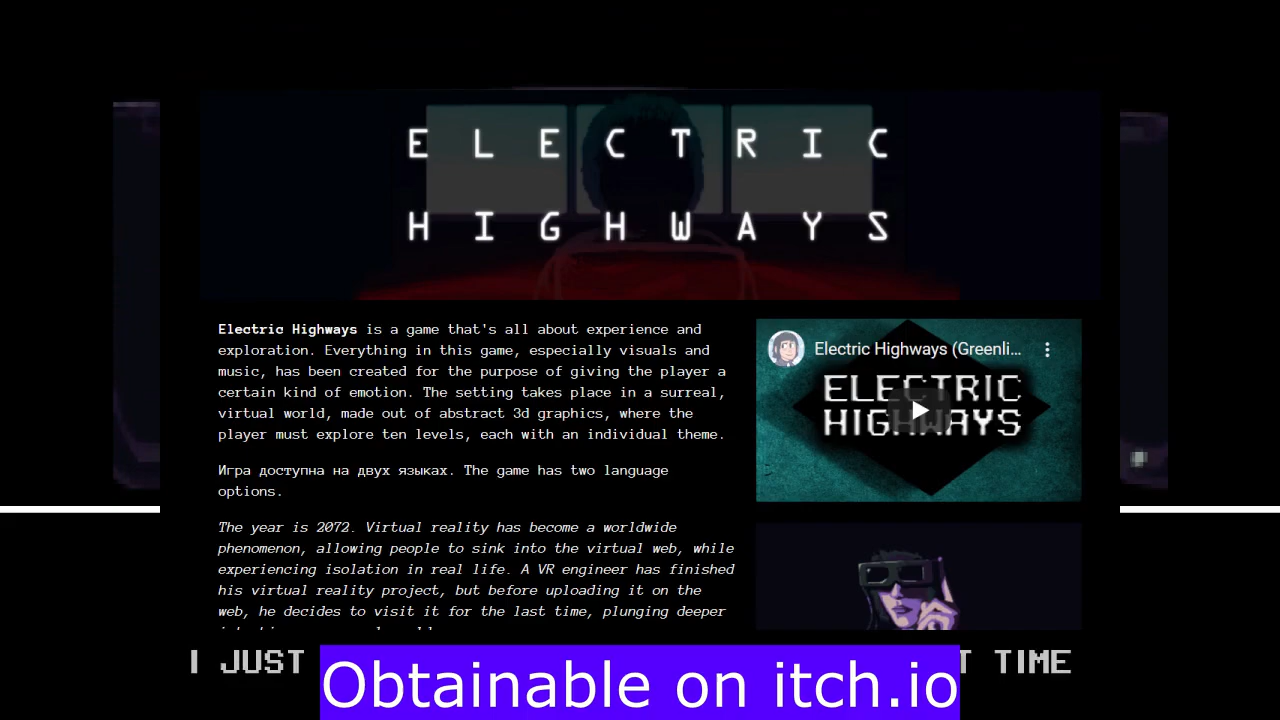 ELECTRIC
HIGHWAYS
Electric Highways is a game that's all about experience and
exploration. Everything in this game, especially visuals and
music, has been created for the purpose of giving the player a
certain kind of emotion. The setting takes place in a surreal,
virtual world, made out of abstract 3d graphics, where the
player must explore ten levels, each with an individual theme.
Игра доступна на двух языках. The game has two language
options.
The year is 2072. Virtual reality has become a worldwide
phenomenon, allowing people to sink into the virtual web, while
experiencing isolation in real life. A VR engineer has finished
his virtual reality project, but before uploading it on the
web, he decides to visit it for the last time, plunging deeper
Electric Highways (Greenli...
ELECTRIC
HIGHWAYS
I JUST
TIME
Obtainable on itch.io